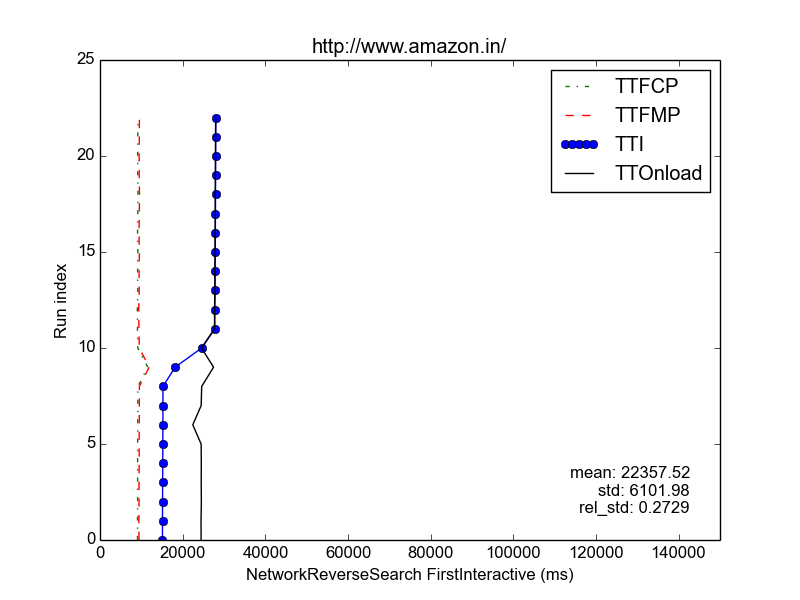 http://www.amazon.in/
25
20
15
10
5
0
Run index
TTFCP
TTFMP
TTI
TTOnload
mean: 22357.52
std: 6101.98
rel_std: 0.2729
0 20000 40000 60000 80000 100000 120000 140000
NetworkReverseSearch FirstInteractive (ms)